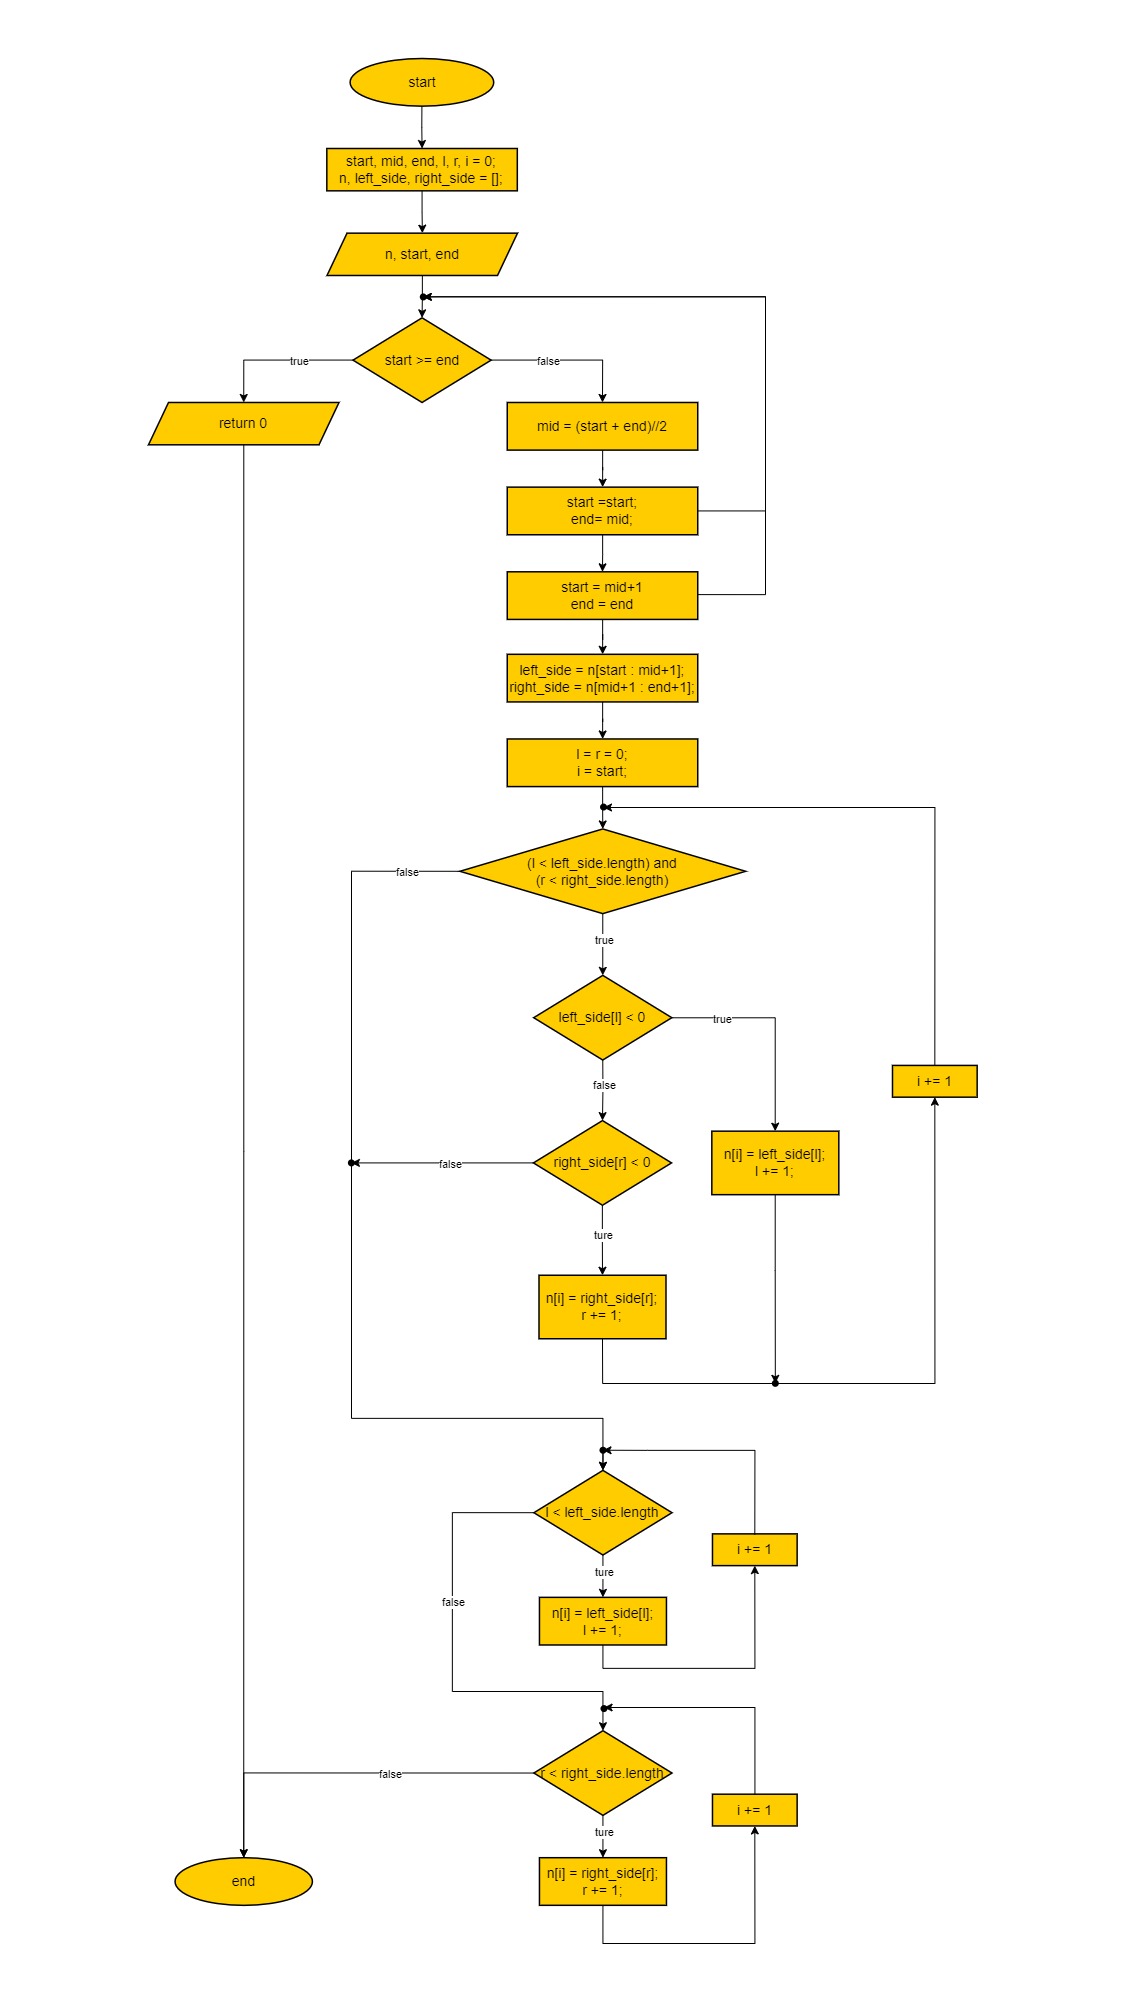 start
start, mid, end, l, r, i = 0;
n, left_side, right_side = [];
n, start, end
start >= end
true
false
return 0
mid = (start + end)//2
start =start;
end= mid;
start = mid+1
end = end
left_side = n[start : mid+1];
right_side = n[mid+1 : end+1];
l = r = 0;
i = start;
(l < left_side.length) and
(r < right_side.length)
false
true
left_side[l] < 0
true
false
i += 1
n[i] = left_side[l];
l += 1;
right_side[r] < 0
false
ture
n[i] = right_side[r];
r += 1;
l < left_side.length
i += 1
ture
false
n[i] = left_side[l];
l += 1;
r < right_side.length
false
i += 1
ture
n[i] = right_side[r];
r += 1;
end